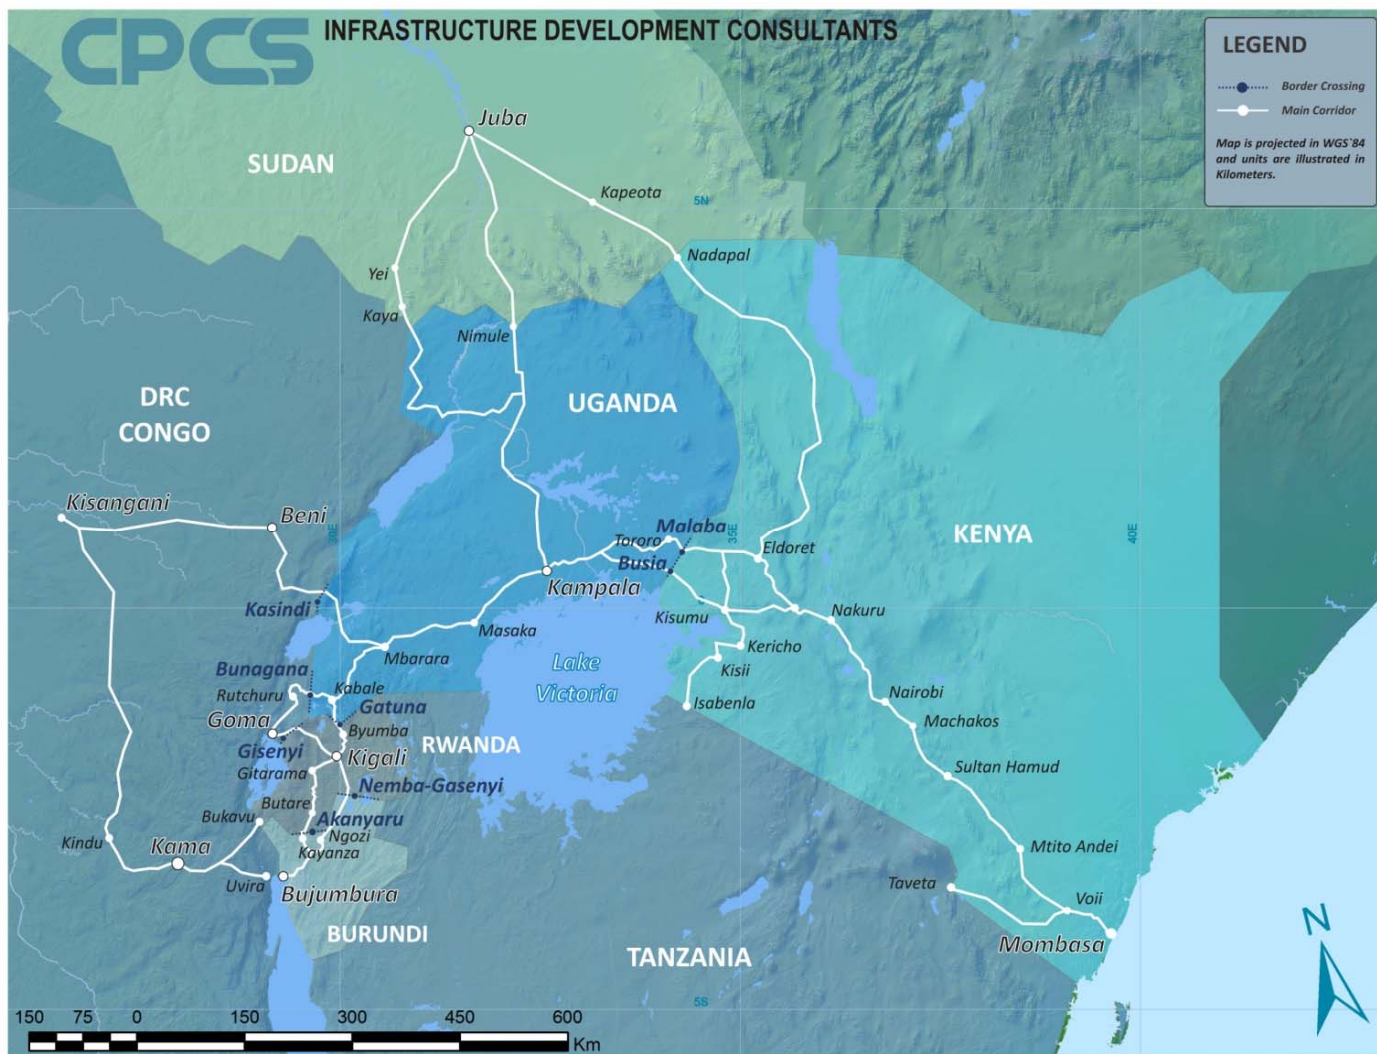 CPCS
INFRASTRUCTURE DEVELOPMENT CONSULTANTS
LEGEND
Border Crossing
Main Corridor
Map is projected in WGS`84
and units are illustrated in
Kilometers.
Juba
SUDAN
Kapeota
5N
Nadapal
Yei
Kaya
Nimule
DRC
CONGO
UGANDA
Kisangani
Beni
30E
Malaba
Tororo
35E
Eldoret
KENYA
40E
Busia
Kampala
Kasindi
Kisumu
Nakuru
Masaka
Kericho
Mbarara
Kisii
Lake
Victoria
Bunagana
Rutchuru
Kabale
Gatuna
Isabenla
Nairobi
Goma
Byumba
Machakos
Gisenyi
Kigali
RWANDA
Gitarama
Sultan Hamud
Nemba-Gasenyi
Butare
Akanyaru
Bukavu
Ngozi
Kindu
Kama
Kayanza
Mtito Andei
Uvira
Bujumbura
Taveta
Voii
BURUNDI
Mombasa
TANZANIA
N
5S
150 75 0 150 300 450 600
Km